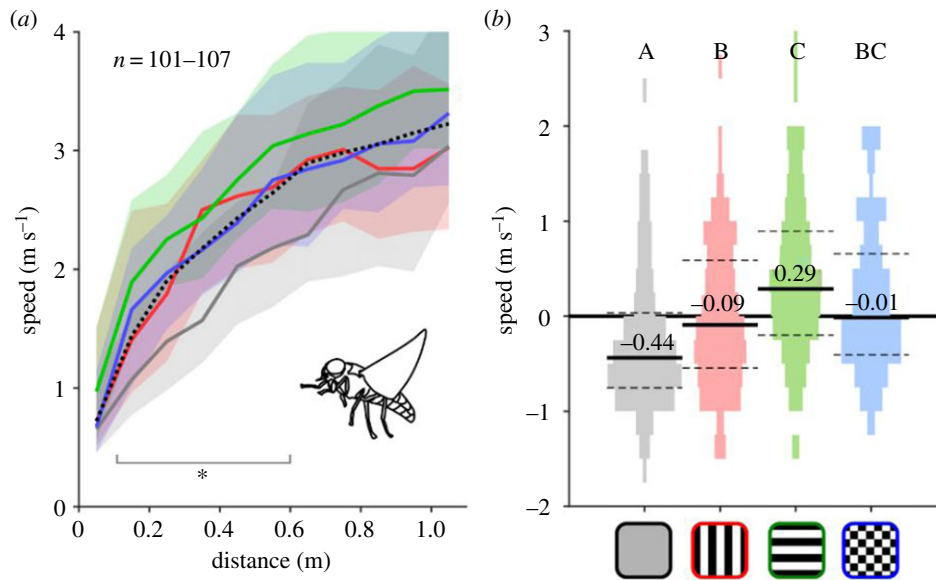 (a)
4
3
2
1
0
speed (m s−1)
n = 101–107
*
0.2 0.4 0.6 0.8 1.0
distance (m)
(b)
3
2
1
0
−1
−2
speed (m s−1)
A B C BC
−0.44
−0.09
0.29
−0.01